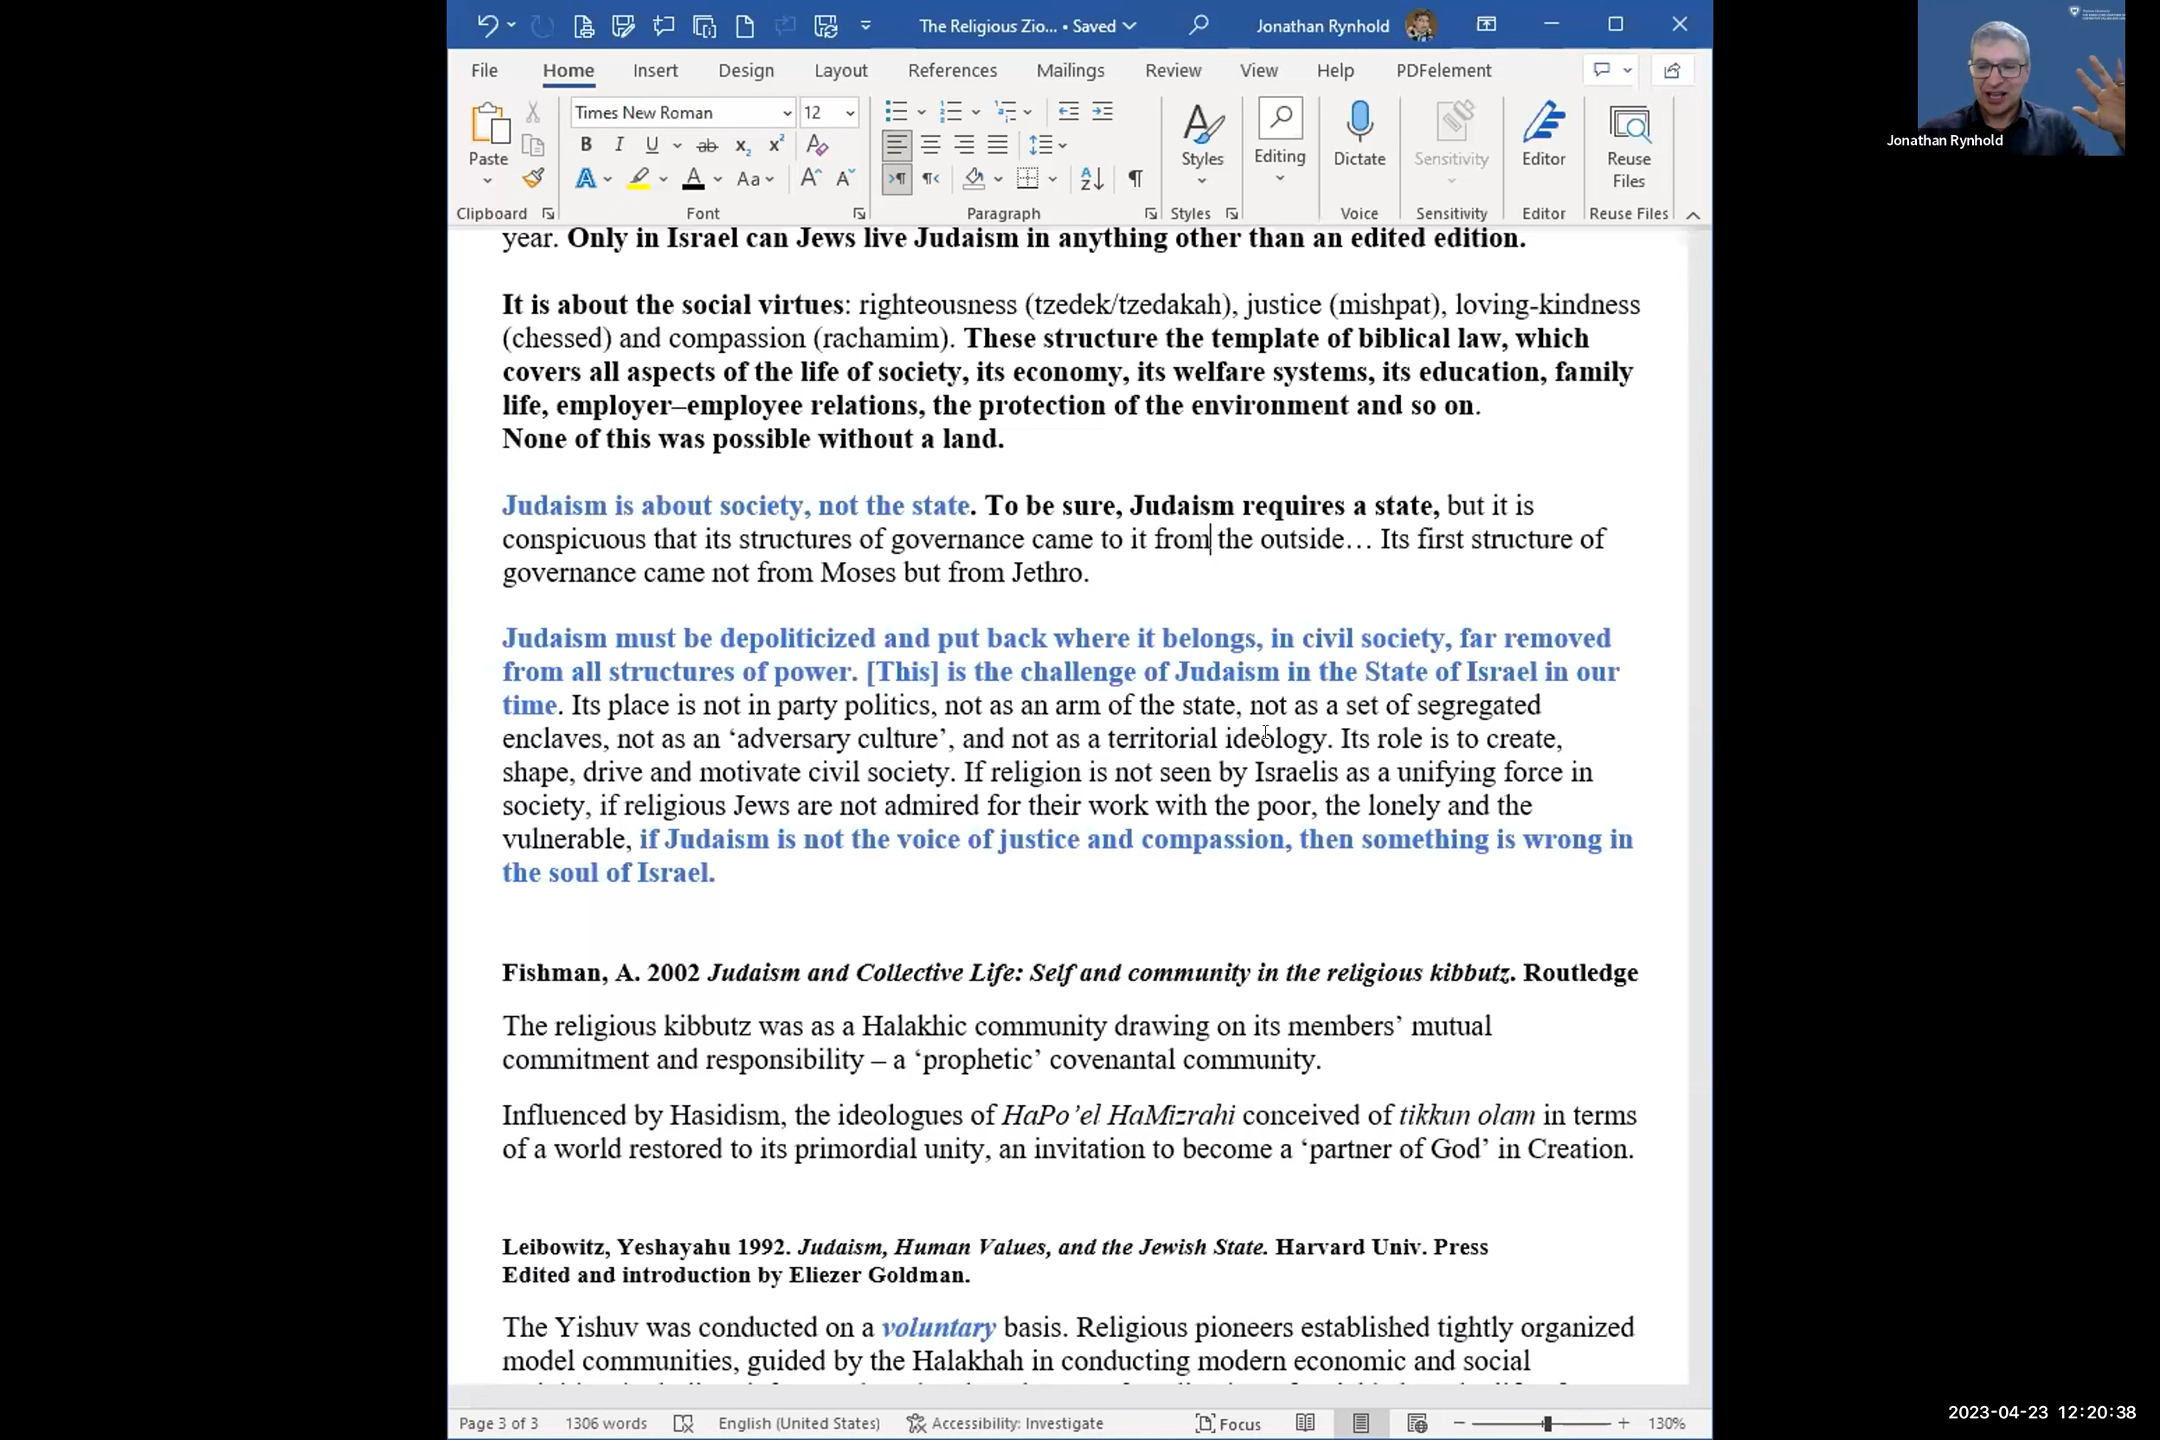 The Religious Zio... • Saved
Jonathan Rynhold
File Home Insert Design Layout References Mailings Review View Help PDFelement
Times New Roman 12
Paste
Styles
Editing
Dictate
Sensitivity
Editor
Reuse Files
Clipboard Font Paragraph Styles Voice Sensitivity Editor Reuse Files
Jonathan Rynhold
year. Only in Israel can Jews live Judaism in anything other than an edited edition.
It is about the social virtues: righteousness (tzedek/tzedakah), justice (mishpat), loving-kindness
(chessed) and compassion (rachamim). These structure the template of biblical law, which
covers all aspects of the life of society, its economy, its welfare systems, its education, family
life, employer–employee relations, the protection of the environment and so on.
None of this was possible without a land.
Judaism is about society, not the state. To be sure, Judaism requires a state, but it is
conspicuous that its structures of governance came to it from the outside… Its first structure of
governance came not from Moses but from Jethro.
Judaism must be depoliticized and put back where it belongs, in civil society, far removed
from all structures of power. [This] is the challenge of Judaism in the State of Israel in our
time. Its place is not in party politics, not as an arm of the state, not as a set of segregated
enclaves, not as an ‘adversary culture’, and not as a territorial ideology. Its role is to create,
shape, drive and motivate civil society. If religion is not seen by Israelis as a unifying force in
society, if religious Jews are not admired for their work with the poor, the lonely and the
vulnerable, if Judaism is not the voice of justice and compassion, then something is wrong in
the soul of Israel.
Fishman, A. 2002 Judaism and Collective Life: Self and community in the religious kibbutz. Routledge
The religious kibbutz was as a Halakhic community drawing on its members’ mutual
commitment and responsibility – a ‘prophetic’ covenantal community.
Influenced by Hasidism, the ideologues of HaPo’el HaMizrahi conceived of tikkun olam in terms
of a world restored to its primordial unity, an invitation to become a ‘partner of God’ in Creation.
Leibowitz, Yeshayahu 1992. Judaism, Human Values, and the Jewish State. Harvard Univ. Press
Edited and introduction by Eliezer Goldman.
The Yishuv was conducted on a voluntary basis. Religious pioneers established tightly organized
model communities, guided by the Halakhah in conducting modern economic and social
Page 3 of 3 1306 words English (United States) Accessibility: Investigate Focus 130%
2023-04-23 12:20:38